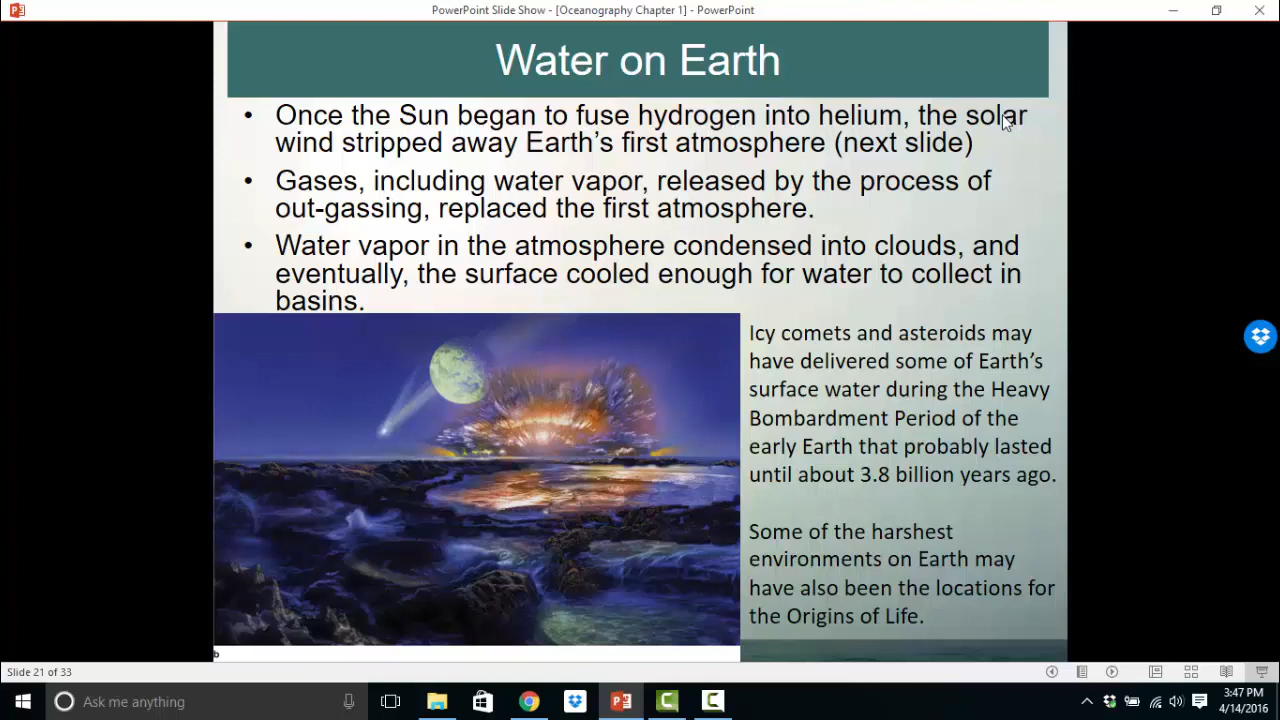 PowerPoint Slide Show - [Oceanography Chapter 1] - PowerPoint
Water on Earth
• Once the Sun began to fuse hydrogen into helium, the solar
wind stripped away Earth's first atmosphere (next slide)
• Gases, including water vapor, released by the process of
out-gassing, replaced the first atmosphere.
• Water vapor in the atmosphere condensed into clouds, and
eventually, the surface cooled enough for water to collect in
basins.
Icy comets and asteroids may
have delivered some of Earth's
surface water during the Heavy
Bombardment Period of the
early Earth that probably lasted
until about 3.8 billion years ago.
Some of the harshest
environments on Earth may
have also been the locations for
the Origins of Life.
b
Slide 21 of 33
Ask me anything
3:47 PM
4/14/2016